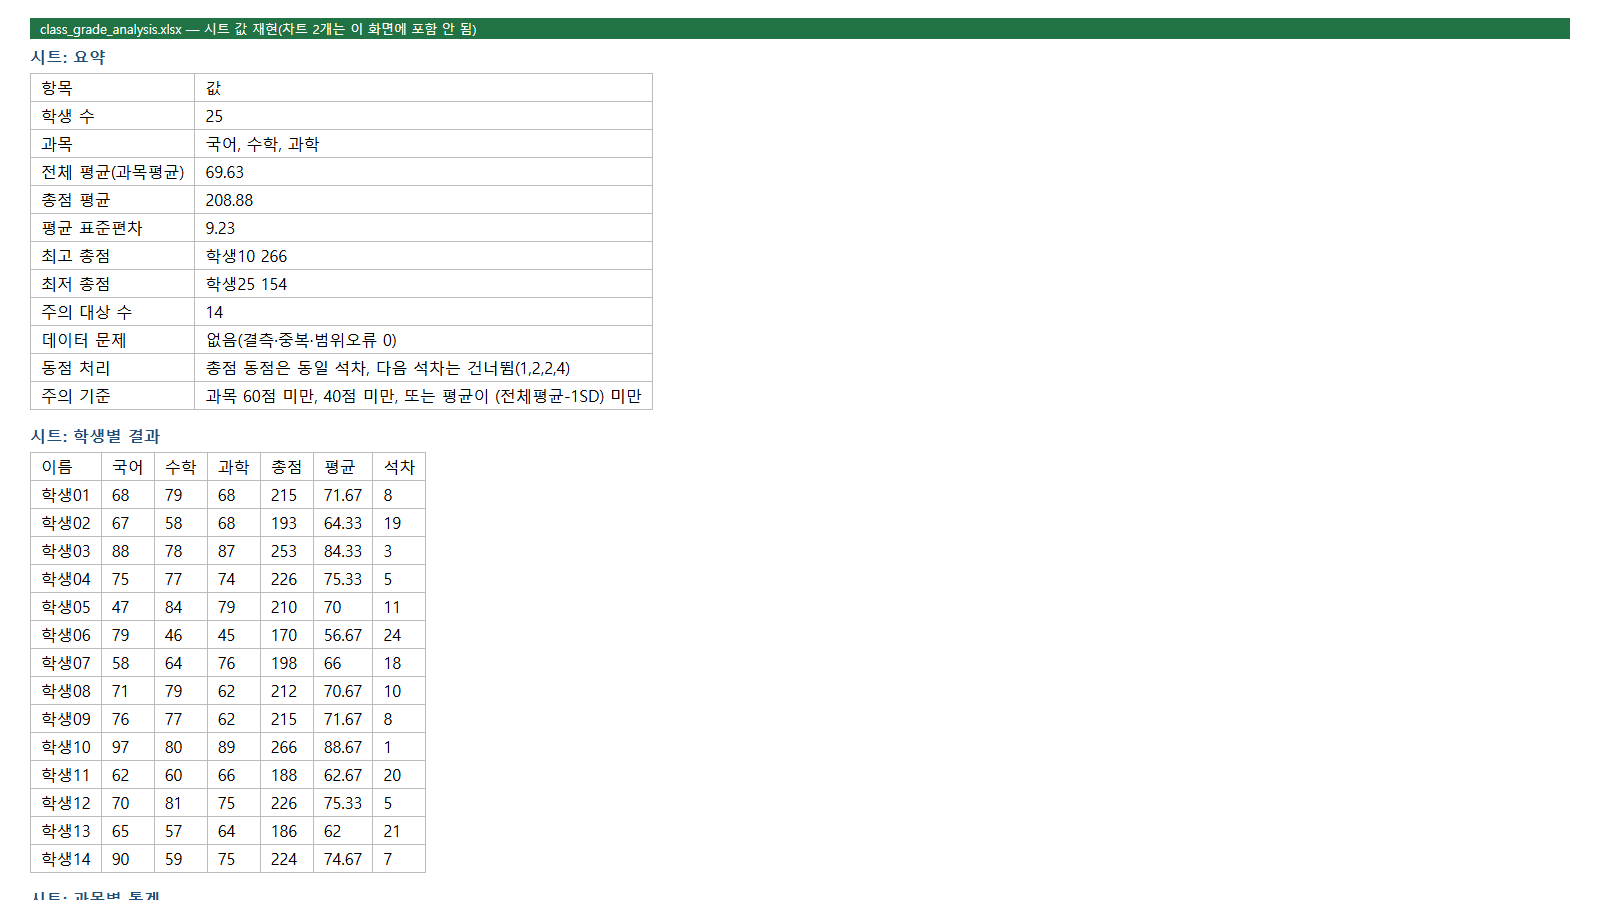 class_grade_analysis.xlsx — 시트 값 재현(차트 2개는 이 화면에 포함 안 됨)
시트: 요약
항목 값
학생 수 25
과목 국어, 수학, 과학
전체 평균(과목평균) 69.63
총점 평균 208.88
평균 표준편차 9.23
최고 총점 학생10 266
최저 총점 학생25 154
주의 대상 수 14
데이터 문제 없음(결측·중복·범위오류 0)
동점 처리 총점 동점은 동일 석차, 다음 석차는 건너뜀(1,2,2,4)
주의 기준 과목 60점 미만, 40점 미만, 또는 평균이 (전체평균-1SD) 미만
시트: 학생별 결과
이름 국어 수학 과학 총점 평균 석차
학생01 68 79 68 215 71.67 8
학생02 67 58 68 193 64.33 19
학생03 88 78 87 253 84.33 3
학생04 75 77 74 226 75.33 5
학생05 47 84 79 210 70 11
학생06 79 46 45 170 56.67 24
학생07 58 64 76 198 66 18
학생08 71 79 62 212 70.67 10
학생09 76 77 62 215 71.67 8
학생10 97 80 89 266 88.67 1
학생11 62 60 66 188 62.67 20
학생12 70 81 75 226 75.33 5
학생13 65 57 64 186 62 21
학생14 90 59 75 224 74.67 7
시트: 과목별 통계